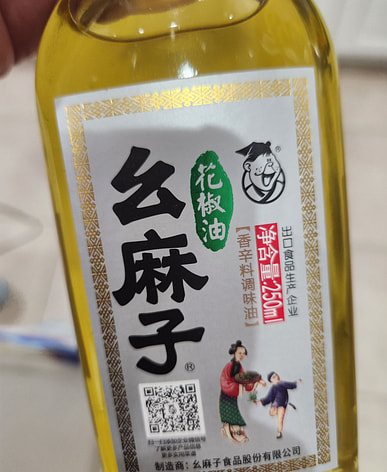 花椒油
幺麻子®
出口食品生产企业
净含量:250ml
【香辛料调味油】
制造商:幺麻子食品股份有限公司